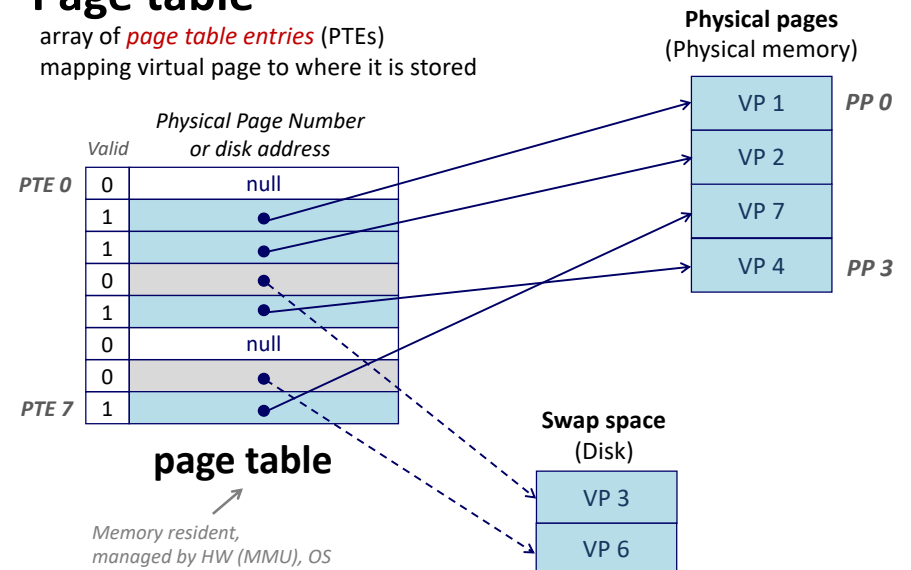 Page table
array of page table entries (PTEs)
mapping virtual page to where it is stored
Physical pages
(Physical memory)
VP 1 PP 0
VP 2
VP 7
VP 4 PP 3
Physical Page Number
Valid or disk address
PTE 0 0 null
1
1
0
1
0 null
0
PTE 7 1
page table
Memory resident,
managed by HW (MMU), OS
Swap space
(Disk)
VP 3
VP 6